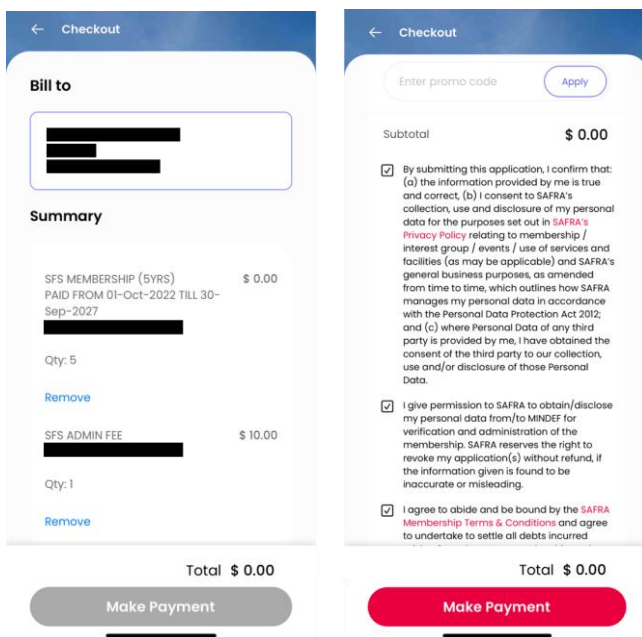 ← Checkout
Bill to
Summary
SFS MEMBERSHIP (5YRS) $ 0.00
PAID FROM 01-Oct-2022 TILL 30-
Sep-2027
Qty: 5
Remove
SFS ADMIN FEE $ 10.00
Qty: 1
Remove
Total $ 0.00
Make Payment
← Checkout
Enter promo code Apply
Subtotal $ 0.00
By submitting this application, I confirm that:
(a) the information provided by me is true
and correct, (b) I consent to SAFRA's
collection, use and disclosure of my personal
data for the purposes set out in SAFRA's
Privacy Policy relating to membership /
interest group / events / use of services and
facilities (as may be applicable) and SAFRA's
general business purposes, as amended
from time to time, which outlines how SAFRA
manages my personal data in accordance
with the Personal Data Protection Act 2012;
and (c) where Personal Data of any third
party is provided by me, I have obtained the
consent of the third party to our collection,
use and/or disclosure of those Personal
Data.
I give permission to SAFRA to obtain/disclose
my personal data from/to MINDEF for
verification and administration of the
membership. SAFRA reserves the right to
revoke my application(s) without refund, if
the information given is found to be
inaccurate or misleading.
I agree to abide and be bound by the SAFRA
Membership Terms & Conditions and agree
to undertake to settle all debts incurred
Total $ 0.00
Make Payment